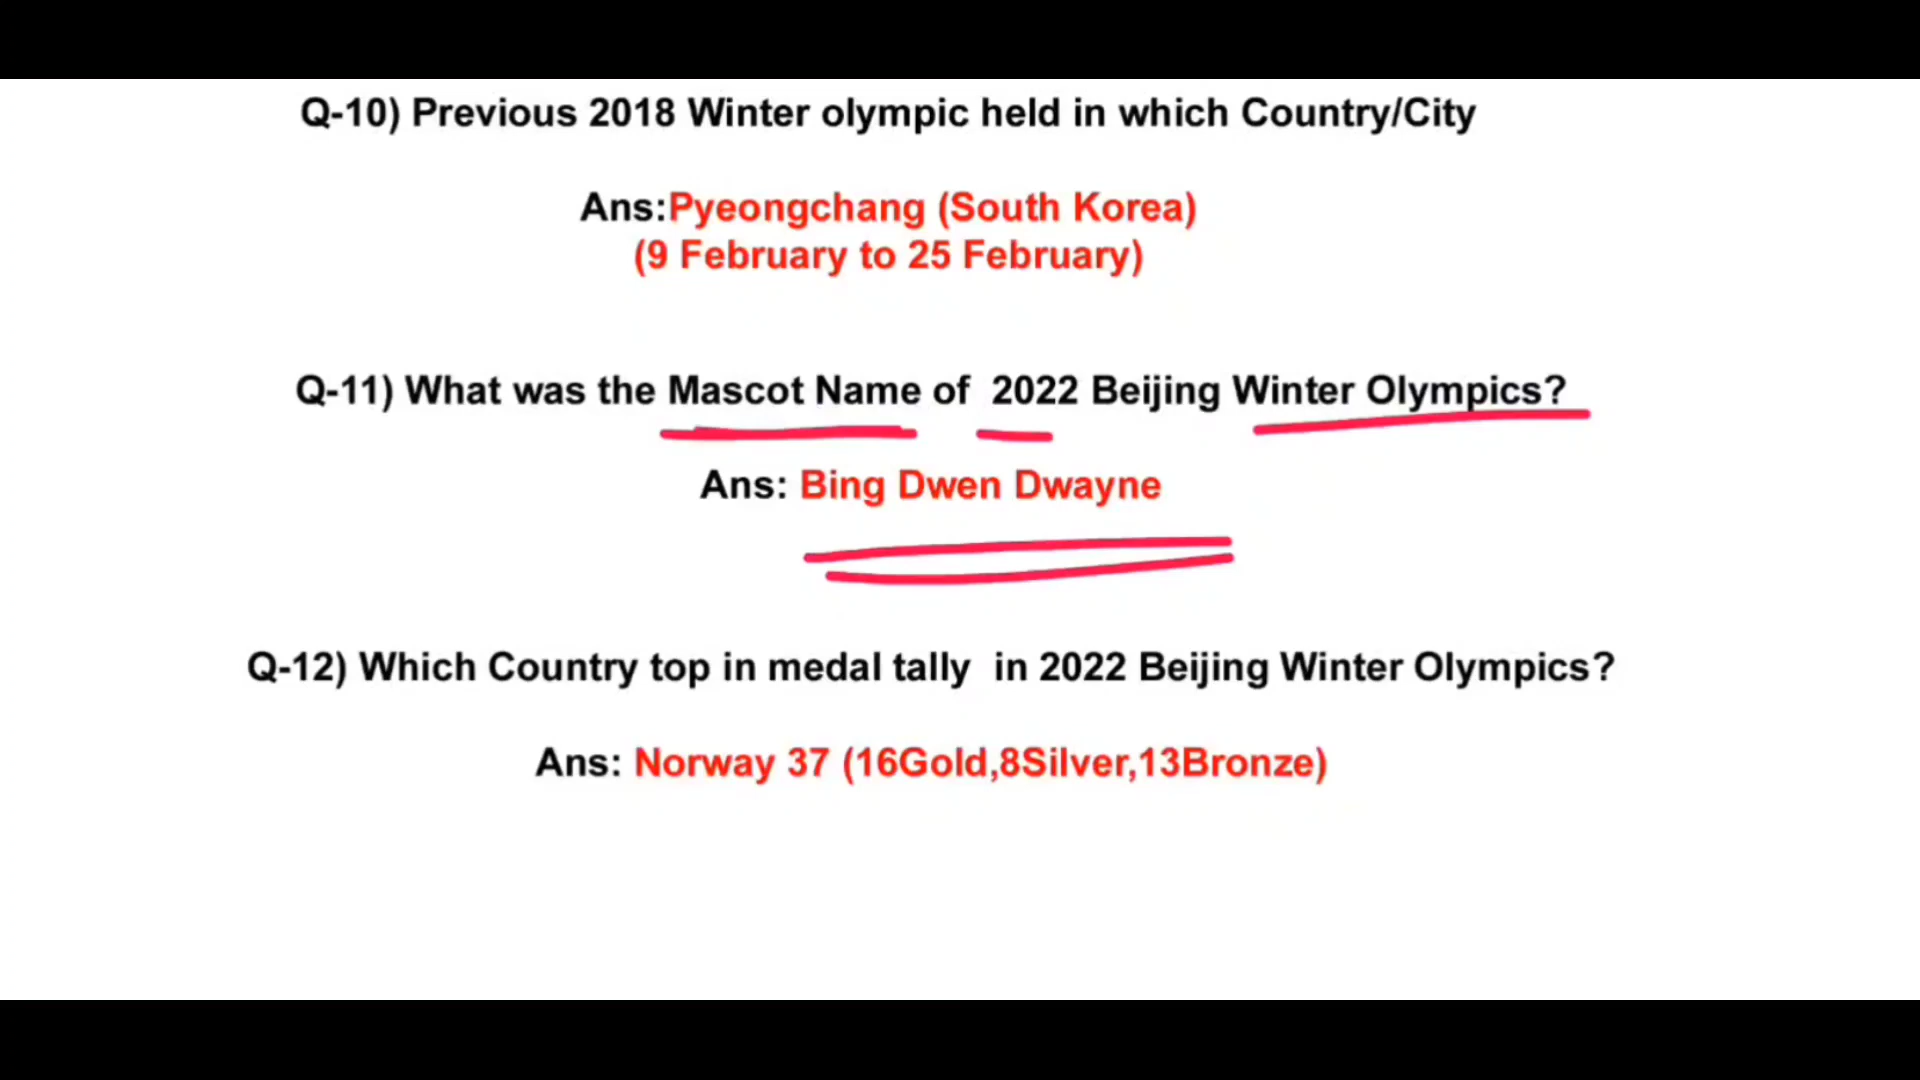 Q-10) Previous 2018 Winter olympic held in which Country/City
Ans:Pyeongchang (South Korea)
(9 February to 25 February)
Q-11) What was the Mascot Name of 2022 Beijing Winter Olympics?
Ans: Bing Dwen Dwayne
Q-12) Which Country top in medal tally in 2022 Beijing Winter Olympics?
Ans: Norway 37 (16Gold,8Silver,13Bronze)